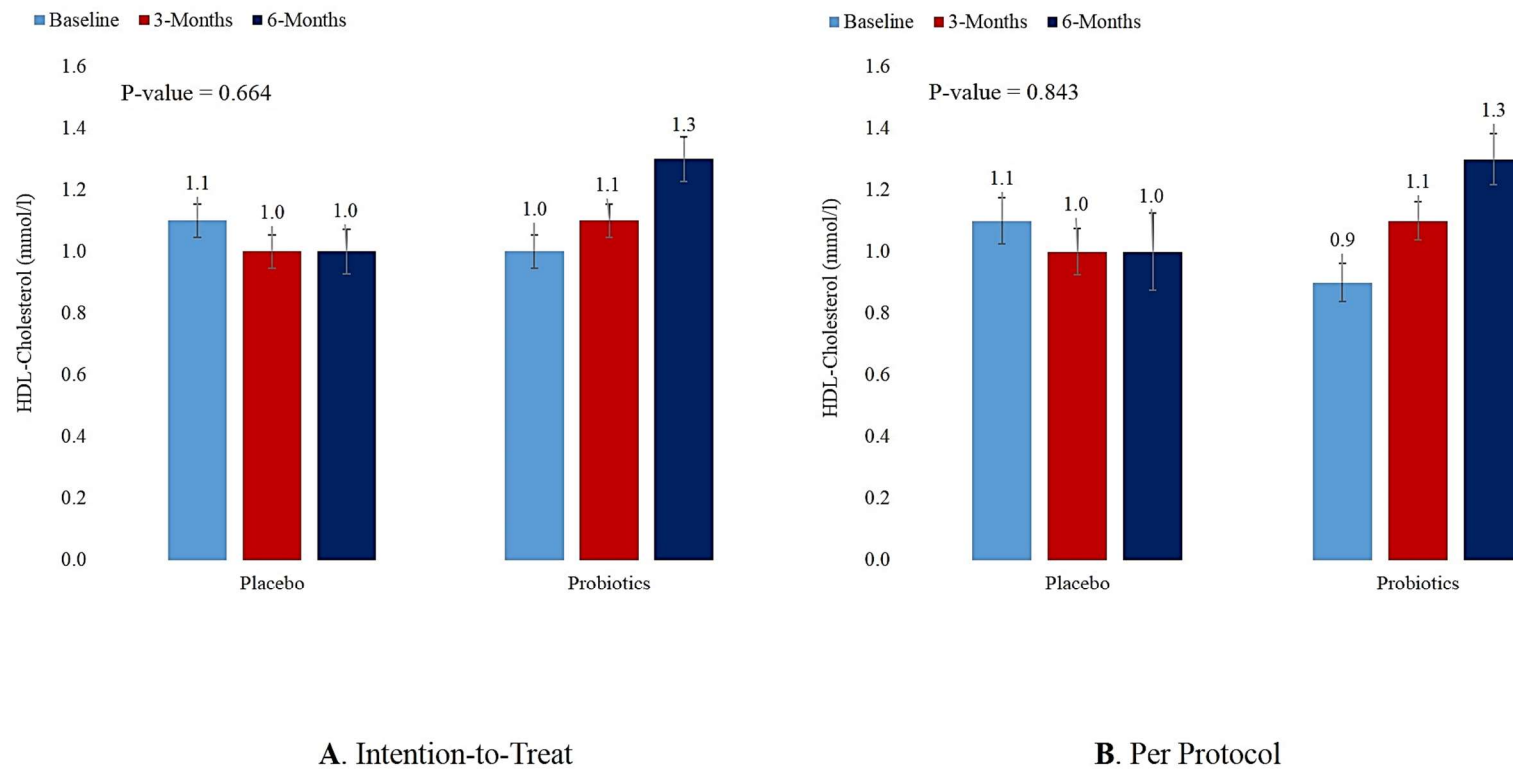 Baseline 3-Months 6-Months
1.6
1.4
1.2
1.0
0.8
0.6
0.4
0.2
0.0
HDL-Cholesterol (mmol/l)
P-value = 0.664
1.1
1.0
1.0
1.0
1.1
1.3
Placebo
Probiotics
A. Intention-to-Treat
Baseline 3-Months 6-Months
1.6
1.4
1.2
1.0
0.8
0.6
0.4
0.2
0.0
HDL-Cholesterol (mmol/l)
P-value = 0.843
1.1
1.0
1.0
0.9
1.1
1.3
Placebo
Probiotics
B. Per Protocol